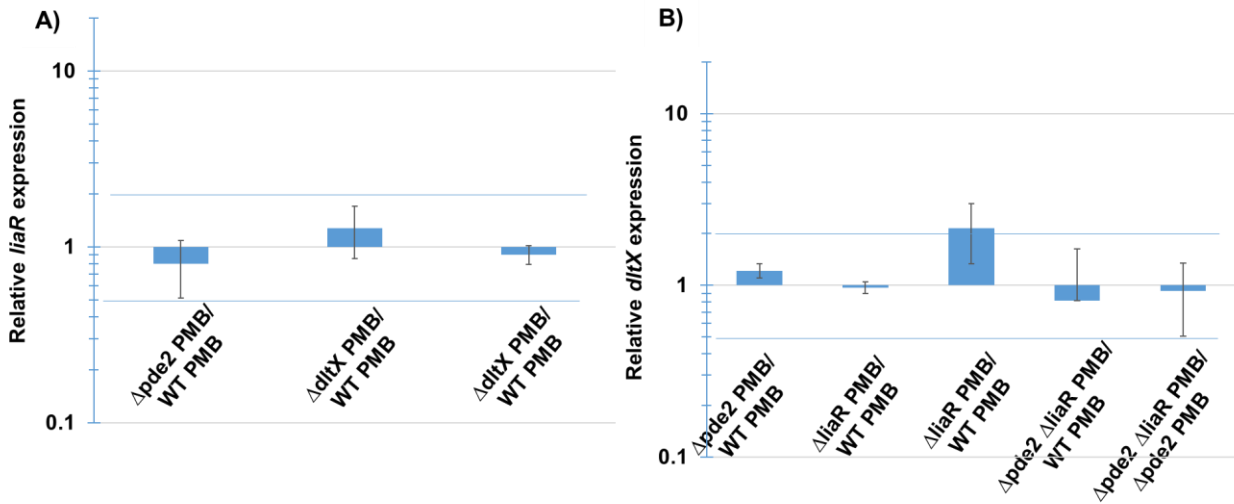 A)
Relative liaR expression
10
1
0.1
Δpde2 PMB/
WT PMB
ΔdltX PMB/
WT PMB
ΔdltX PMB/
WT PMB
B)
Relative dltX expression
10
1
0.1
Δpde2 PMB/
WT PMB
ΔliaR PMB/
WT PMB
ΔliaR PMB/
WT PMB
Δpde2 ΔliaR PMB/
WT PMB
Δpde2 ΔliaR PMB/
Δpde2 PMB